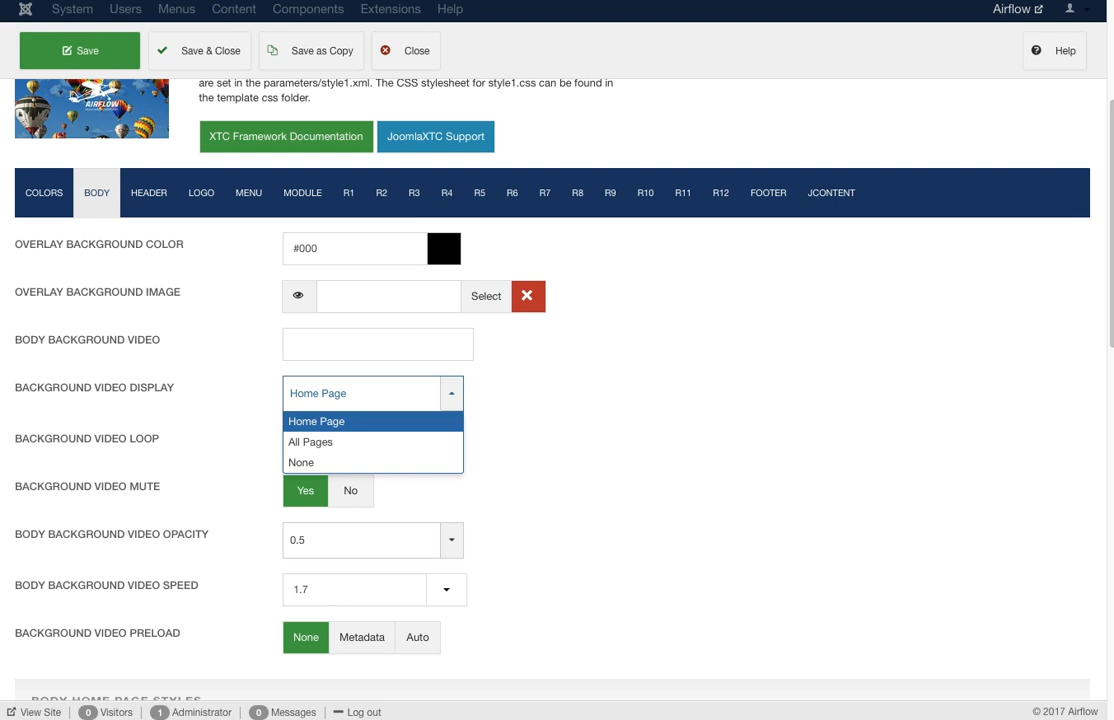 System Users Menus Content Components Extensions Help Airflow
Save Save & Close Save as Copy Close Help
are set in the parameters/style1.xml. The CSS stylesheet for style1.css can be found in
the template css folder.
AIRFLOW
XTC Framework Documentation JoomlaXTC Support
COLORS BODY HEADER LOGO MENU MODULE R1 R2 R3 R4 R5 R6 R7 R8 R9 R10 R11 R12 FOOTER JCONTENT
OVERLAY BACKGROUND COLOR #000
OVERLAY BACKGROUND IMAGE Select
BODY BACKGROUND VIDEO
BACKGROUND VIDEO DISPLAY Home Page
Home Page
BACKGROUND VIDEO LOOP All Pages
None
BACKGROUND VIDEO MUTE Yes No
BODY BACKGROUND VIDEO OPACITY 0.5
BODY BACKGROUND VIDEO SPEED 1.7
BACKGROUND VIDEO PRELOAD None Metadata Auto
BODY HOME PAGE STYLES
View Site 0 Visitors 1 Administrator 0 Messages Log out © 2017 Airflow